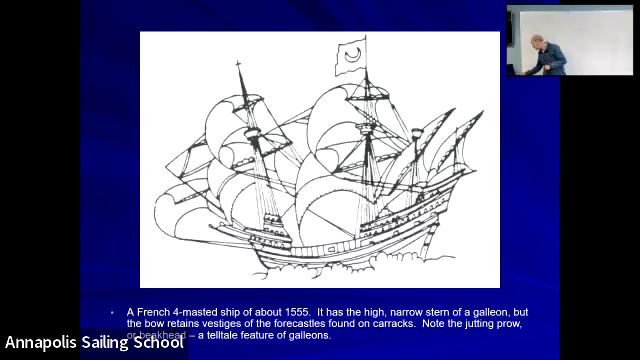 • A French 4-masted ship of about 1555. It has the high, narrow stern of a galleon, but
the bow retains vestiges of the forecastles found on carracks. Note the jutting prow,
or beakhead – a telltale feature of galleons.
Annapolis Sailing School